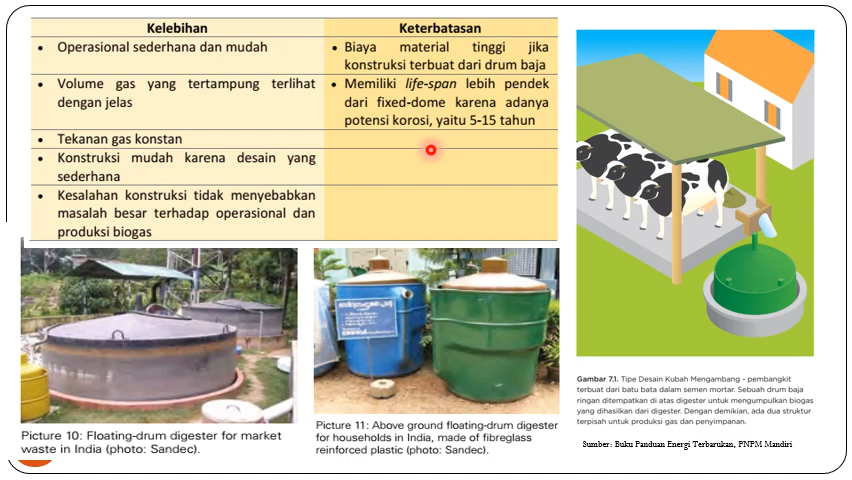 Kelebihan
Keterbatasan
• Operasional sederhana dan mudah
• Biaya material tinggi jika
konstruksi terbuat dari drum baja
• Volume gas yang tertampung terlihat
dengan jelas
• Memiliki life-span lebih pendek
dari fixed-dome karena adanya
potensi korosi, yaitu 5-15 tahun
• Tekanan gas konstan
• Konstruksi mudah karena desain yang
sederhana
• Kesalahan konstruksi tidak menyebabkan
masalah besar terhadap operasional dan
produksi biogas
Picture 10: Floating-drum digester for market
waste in India (photo: Sandec).
Picture 11: Above ground floating-drum digester
for households in India, made of fibreglass
reinforced plastic (photo: Sandec).
Gambar 7.1. Tipe Desain Kubah Mengambang - pembangkit
terbuat dari batu bata dalam semen mortar. Sebuah drum baja
ringan ditempatkan di atas digester untuk mengumpulkan biogas
yang dihasilkan dari digester. Dengan demikian, ada dua struktur
terpisah untuk produksi gas dan penyimpanan.
Sumber: Buku Panduan Energi Terbarukan, PNPM Mandiri